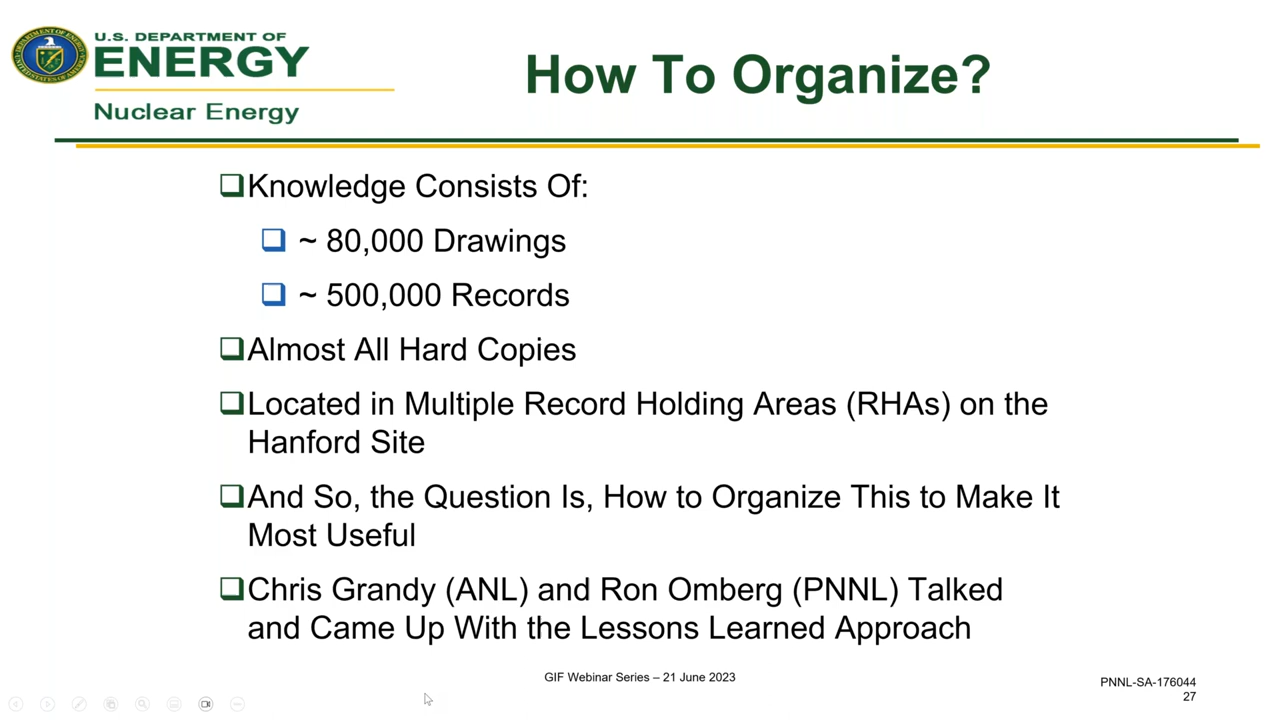 U.S. DEPARTMENT OF
ENERGY
Nuclear Energy
How To Organize?
Knowledge Consists Of:
~ 80,000 Drawings
~ 500,000 Records
Almost All Hard Copies
Located in Multiple Record Holding Areas (RHAs) on the
Hanford Site
And So, the Question Is, How to Organize This to Make It
Most Useful
Chris Grandy (ANL) and Ron Omberg (PNNL) Talked
and Came Up With the Lessons Learned Approach
GIF Webinar Series – 21 June 2023
PNNL-SA-176044
27